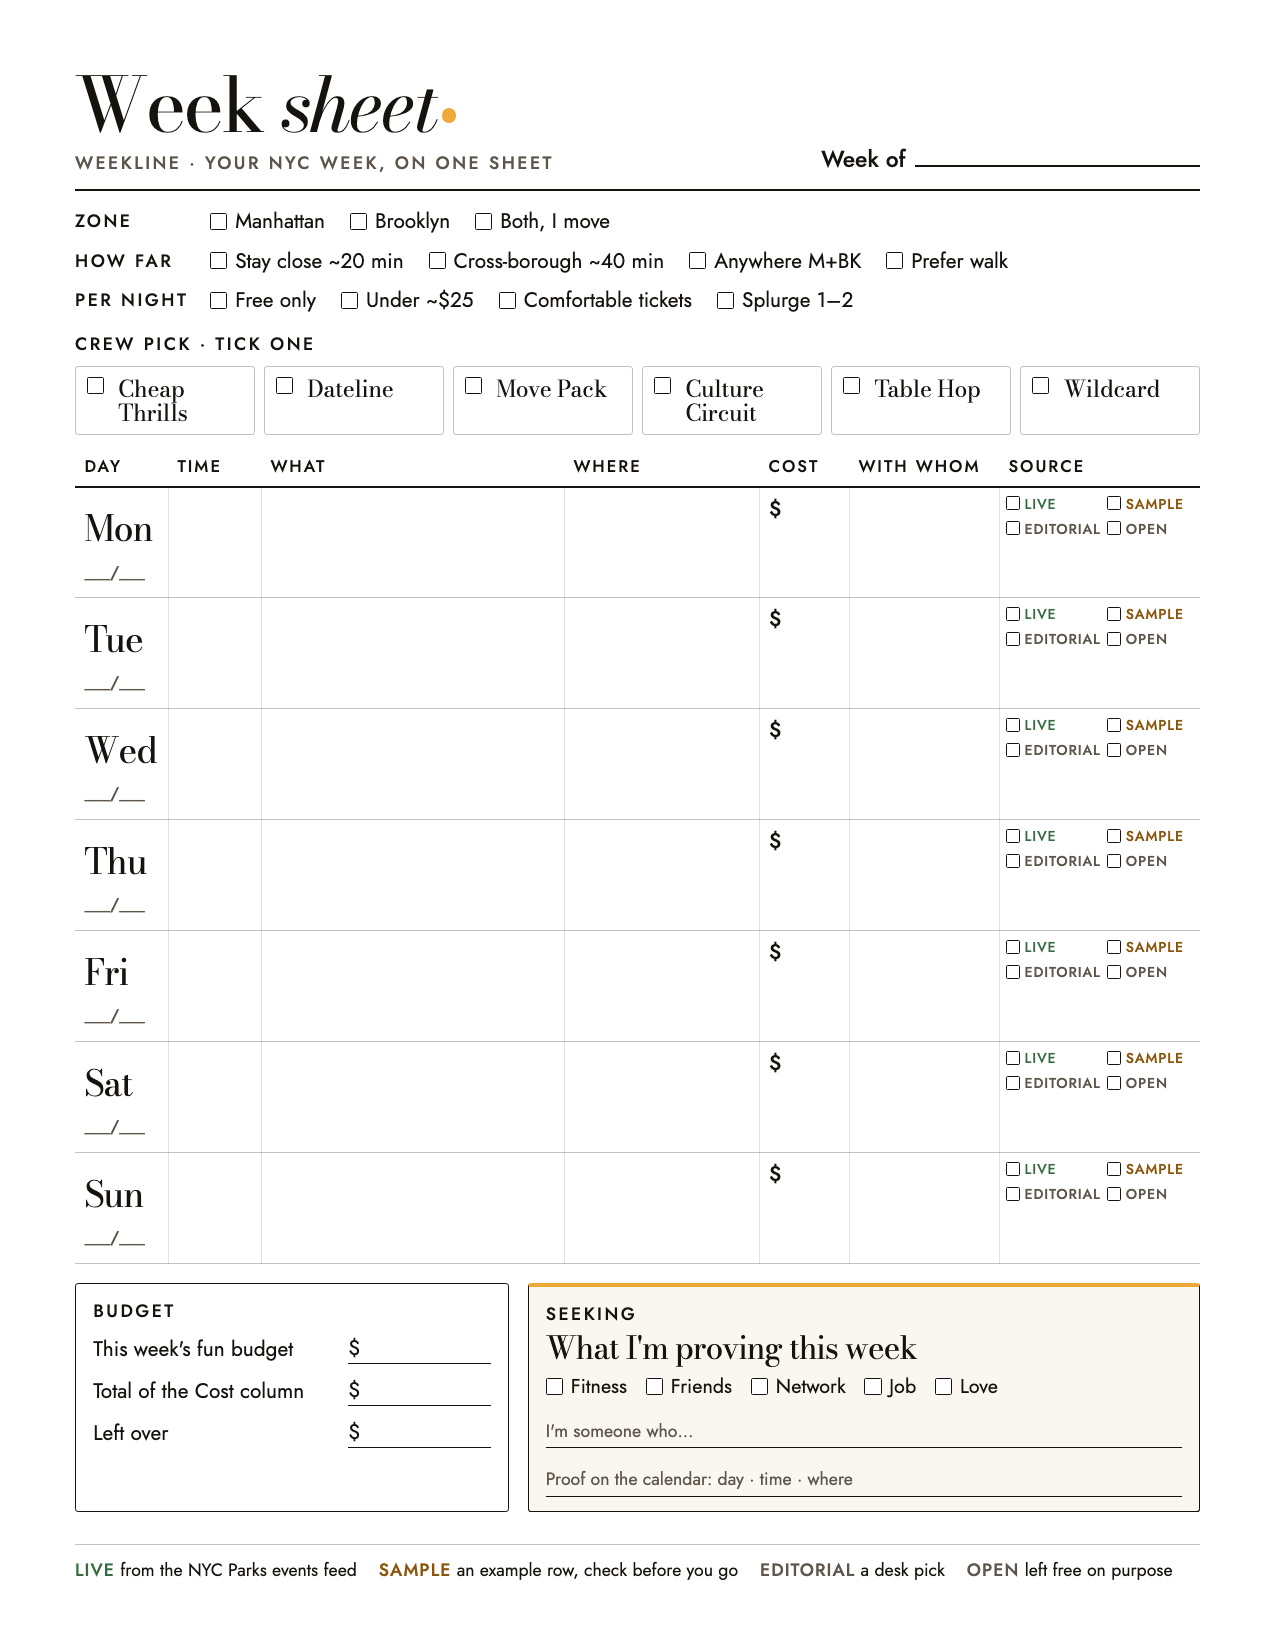 Week sheet
WEEKLINE · YOUR NYC WEEK, ON ONE SHEET
Week of
ZONE Manhattan Brooklyn Both, I move
HOW FAR Stay close ~20 min Cross-borough ~40 min Anywhere M+BK Prefer walk
PER NIGHT Free only Under ~$25 Comfortable tickets Splurge 1–2
CREW PICK · TICK ONE
Cheap Thrills Dateline Move Pack Culture Circuit Table Hop Wildcard
DAY TIME WHAT WHERE COST WITH WHOM SOURCE
Mon $ LIVE SAMPLE
EDITORIAL OPEN
__/__
Tue $ LIVE SAMPLE
EDITORIAL OPEN
__/__
Wed $ LIVE SAMPLE
EDITORIAL OPEN
__/__
Thu $ LIVE SAMPLE
EDITORIAL OPEN
__/__
Fri $ LIVE SAMPLE
EDITORIAL OPEN
__/__
Sat $ LIVE SAMPLE
EDITORIAL OPEN
__/__
Sun $ LIVE SAMPLE
EDITORIAL OPEN
__/__
BUDGET
This week's fun budget $
Total of the Cost column $
Left over $
SEEKING
What I'm proving this week
Fitness Friends Network Job Love
I'm someone who...
Proof on the calendar: day · time · where
LIVE from the NYC Parks events feed SAMPLE an example row, check before you go EDITORIAL a desk pick OPEN left free on purpose